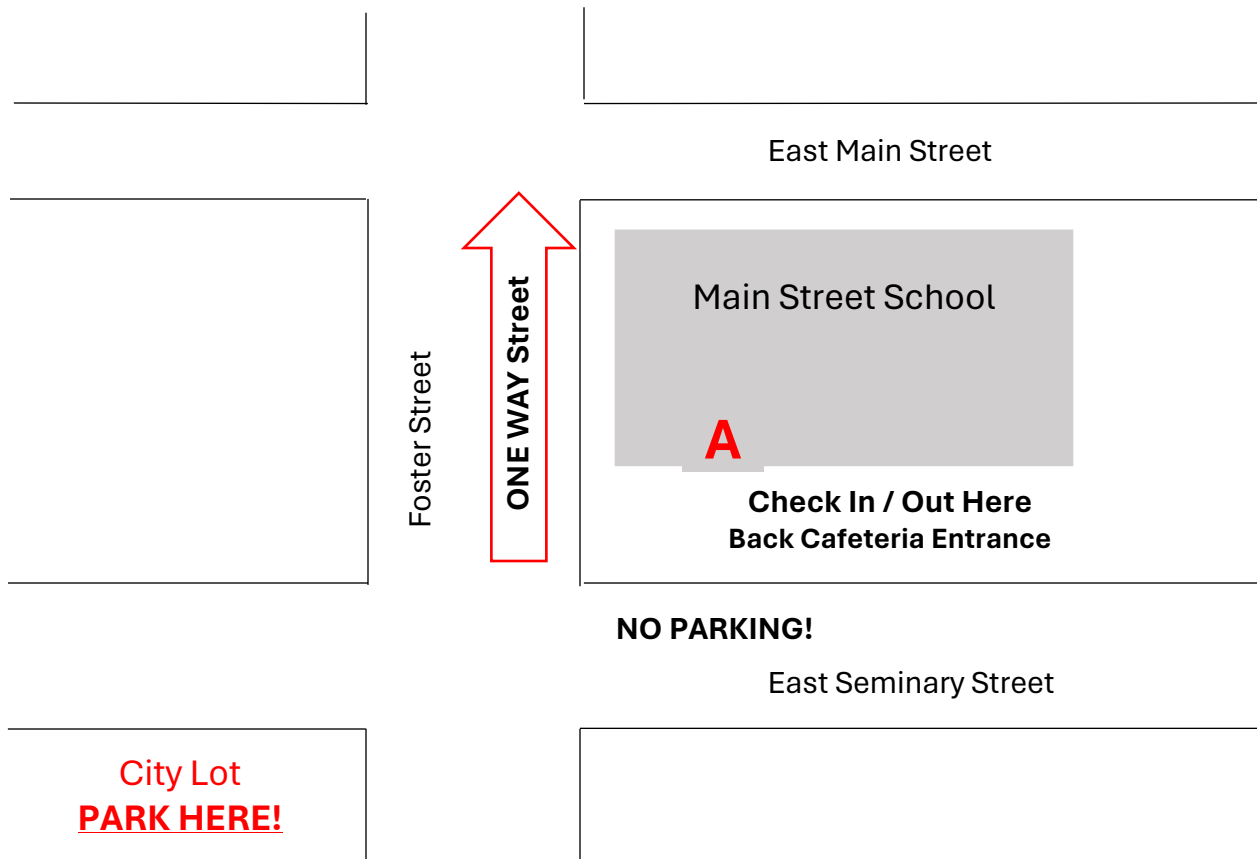 East Main Street
Main Street School
ONE WAY Street
Foster Street
A
Check In / Out Here
Back Cafeteria Entrance
NO PARKING!
East Seminary Street
City Lot
PARK HERE!